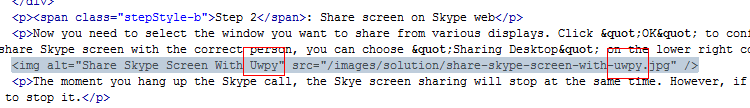 </div>
<p><span class="stepStyle-b">Step 2</span>: Share screen on Skype web</p>
<p>Now you need to select the window you want to share from various displays. Click &quot;OK&quot; to conf
share Skype screen with the correct person, you can choose &quot;Sharing Desktop&quot; on the lower right co
<img alt="Share Skype Screen With Uwpy" src="/images/solution/share-skype-screen-with-uwpy.jpg" />
<p>The moment you hang up the Skype call, the Skye screen sharing will stop at the same time. However, if
to stop it.</p>